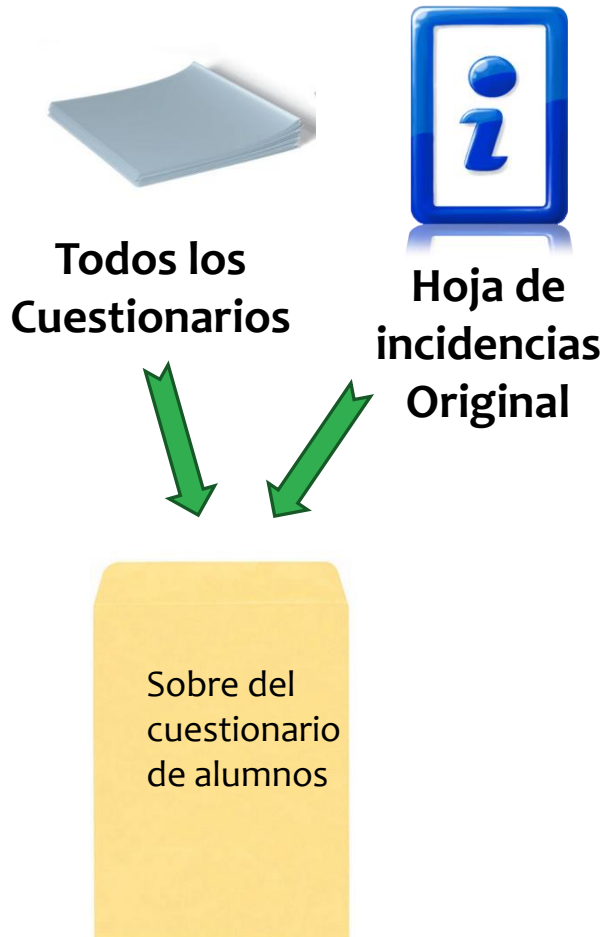 Todos los
Cuestionarios
Hoja de
incidencias
Original
Sobre del
cuestionario
de alumnos